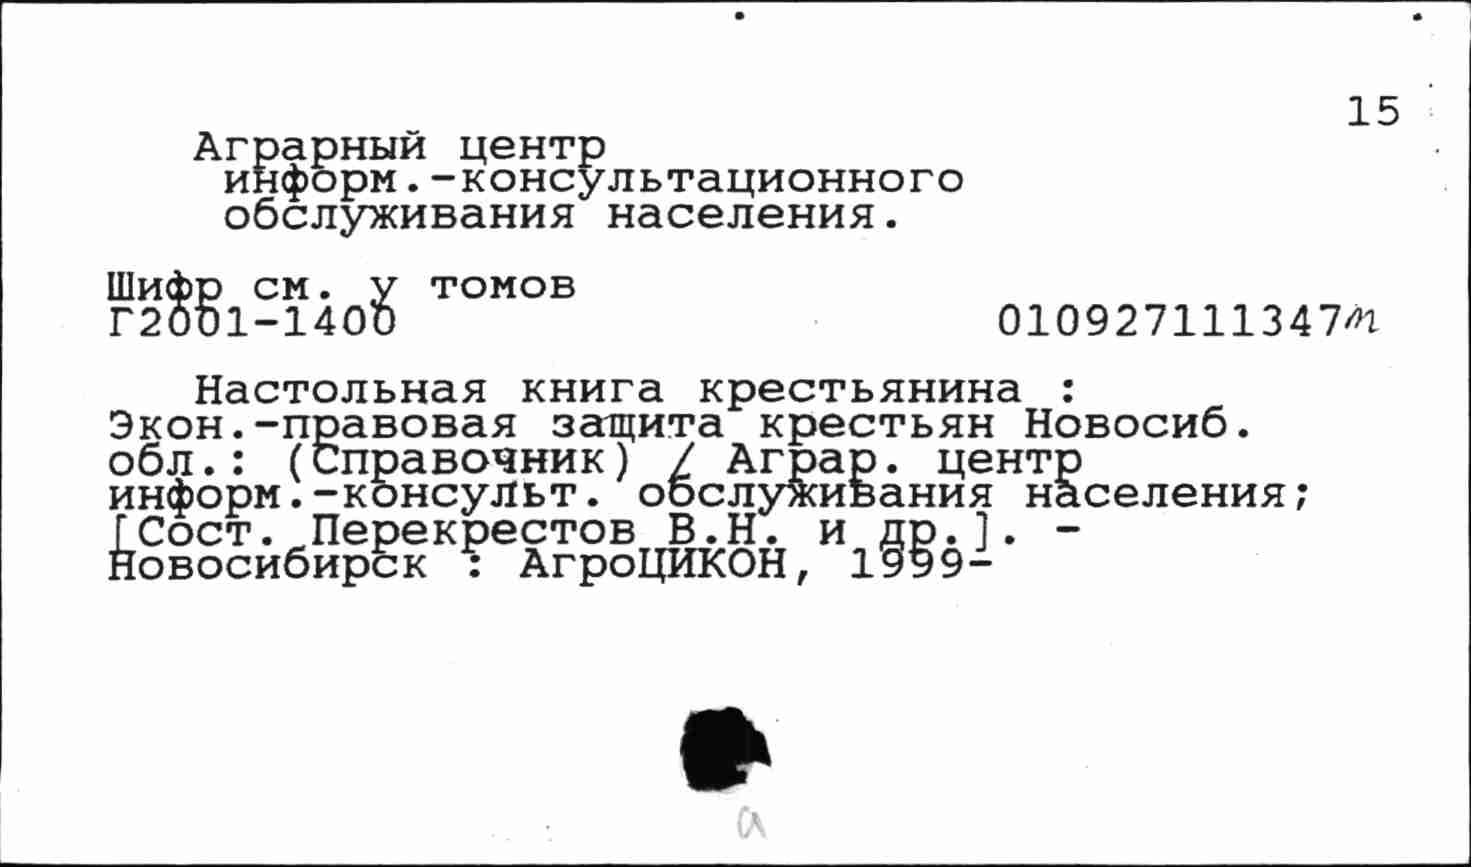 15
Аграрный центр
информ.-консультационного
обслуживания населения.
Шифр см. у томов
Г2001-1400 010927111347т
Настольная книга крестьянина :
Экон.-правовая защита крестьян Новосиб.
обл.: (Справочник) / Аграр. центр
информ.-консульт. обслуживания населения;
[Сост. Перекрестов В.Н. и др.]. -
Новосибирск : АгроЦИКОН, 1999-
а